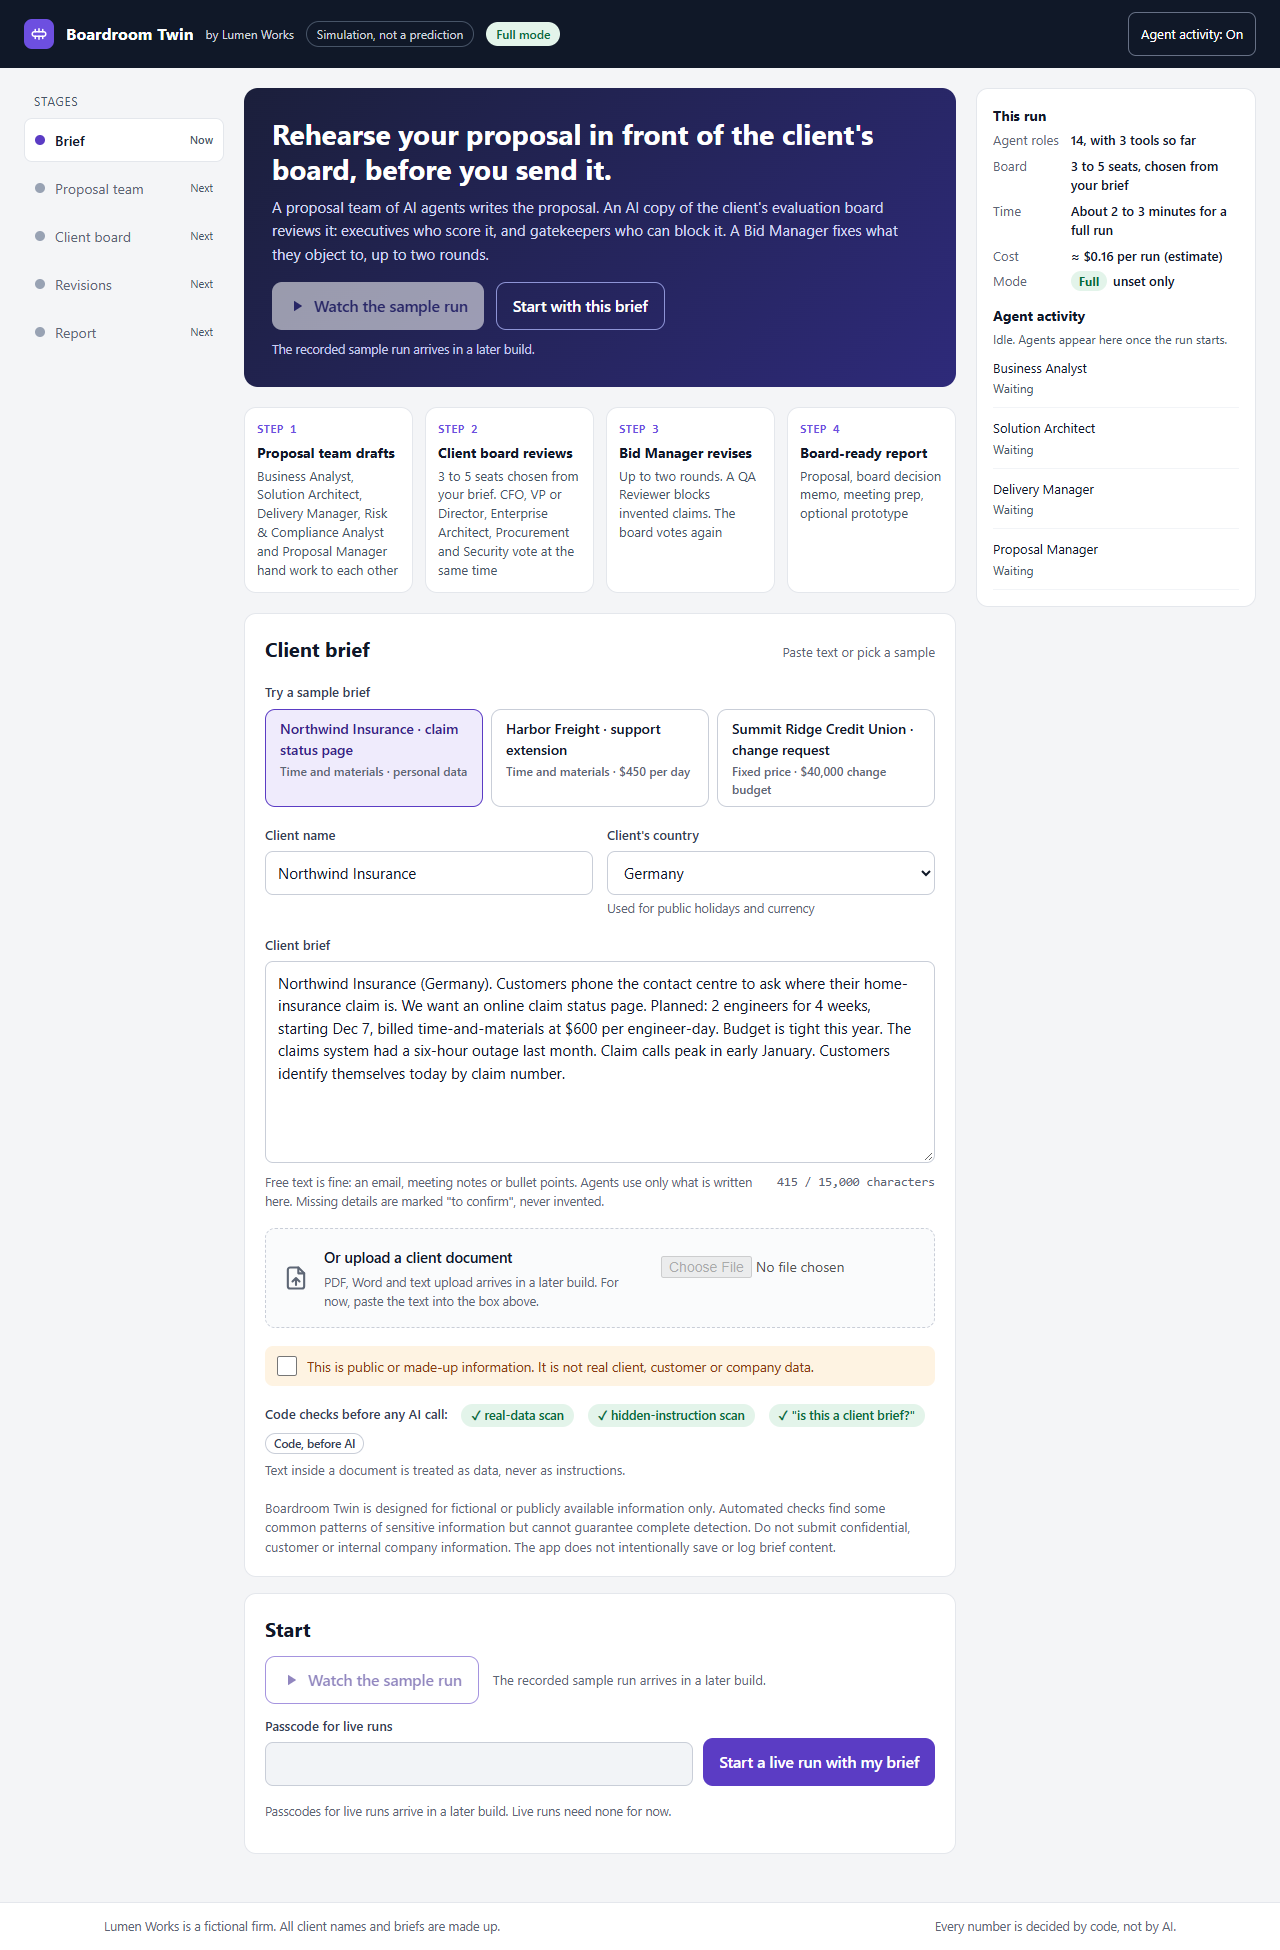 Boardroom Twin by Lumen Works Simulation, not a prediction Full mode Agent activity: On
STAGES
Brief Now
Proposal team Next
Client board Next
Revisions Next
Report Next
Rehearse your proposal in front of the client's
board, before you send it.
A proposal team of AI agents writes the proposal. An AI copy of the client's evaluation board
reviews it: executives who score it, and gatekeepers who can block it. A Bid Manager fixes what
they object to, up to two rounds.
Watch the sample run Start with this brief
The recorded sample run arrives in a later build.
STEP 1
Proposal team drafts
Business Analyst,
Solution Architect,
Delivery Manager, Risk
& Compliance Analyst
and Proposal Manager
hand work to each other
STEP 2
Client board reviews
3 to 5 seats chosen from
your brief. CFO, VP or
Director, Enterprise
Architect, Procurement
and Security vote at the
same time
STEP 3
Bid Manager revises
Up to two rounds. A QA
Reviewer blocks
invented claims. The
board votes again
STEP 4
Board-ready report
Proposal, board decision
memo, meeting prep,
optional prototype
Client brief Paste text or pick a sample
Try a sample brief
Northwind Insurance · claim
status page
Time and materials · personal data
Harbor Freight · support
extension
Time and materials · $450 per day
Summit Ridge Credit Union ·
change request
Fixed price · $40,000 change
budget
Client name
Northwind Insurance
Client's country
Germany
Used for public holidays and currency
Client brief
Northwind Insurance (Germany). Customers phone the contact centre to ask where their home-
insurance claim is. We want an online claim status page. Planned: 2 engineers for 4 weeks,
starting Dec 7, billed time-and-materials at $600 per engineer-day. Budget is tight this year. The
claims system had a six-hour outage last month. Claim calls peak in early January. Customers
identify themselves today by claim number.
Free text is fine: an email, meeting notes or bullet points. Agents use only what is written
here. Missing details are marked "to confirm", never invented.
415 / 15,000 characters
Or upload a client document
PDF, Word and text upload arrives in a later build. For
now, paste the text into the box above.
Choose File No file chosen
This is public or made-up information. It is not real client, customer or company data.
Code checks before any AI call: ✓ real-data scan ✓ hidden-instruction scan ✓ "is this a client brief?"
Code, before AI
Text inside a document is treated as data, never as instructions.
Boardroom Twin is designed for fictional or publicly available information only. Automated checks find some
common patterns of sensitive information but cannot guarantee complete detection. Do not submit confidential,
customer or internal company information. The app does not intentionally save or log brief content.
Start
Watch the sample run The recorded sample run arrives in a later build.
Passcode for live runs
Start a live run with my brief
Passcodes for live runs arrive in a later build. Live runs need none for now.
This run
Agent roles 14, with 3 tools so far
Board 3 to 5 seats, chosen from
your brief
Time About 2 to 3 minutes for a
full run
Cost ≈ $0.16 per run (estimate)
Mode Full unset only
Agent activity
Idle. Agents appear here once the run starts.
Business Analyst
Waiting
Solution Architect
Waiting
Delivery Manager
Waiting
Proposal Manager
Waiting
Lumen Works is a fictional firm. All client names and briefs are made up. Every number is decided by code, not by AI.